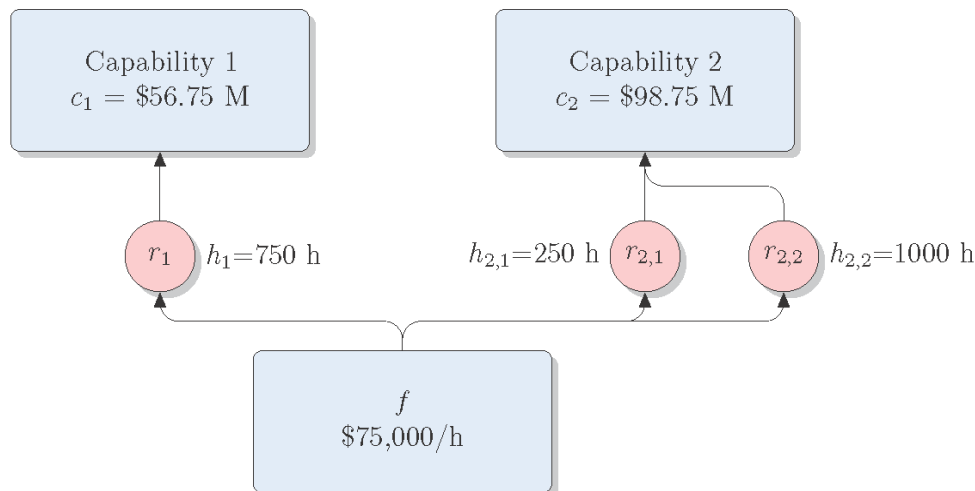 Capability 1
c₁ = $56.75 M
Capability 2
c₂ = $98.75 M
r₁
h₁=750 h
h₂,₁=250 h
r₂,₁
r₂,₂
h₂,₂=1000 h
f
$75,000/h